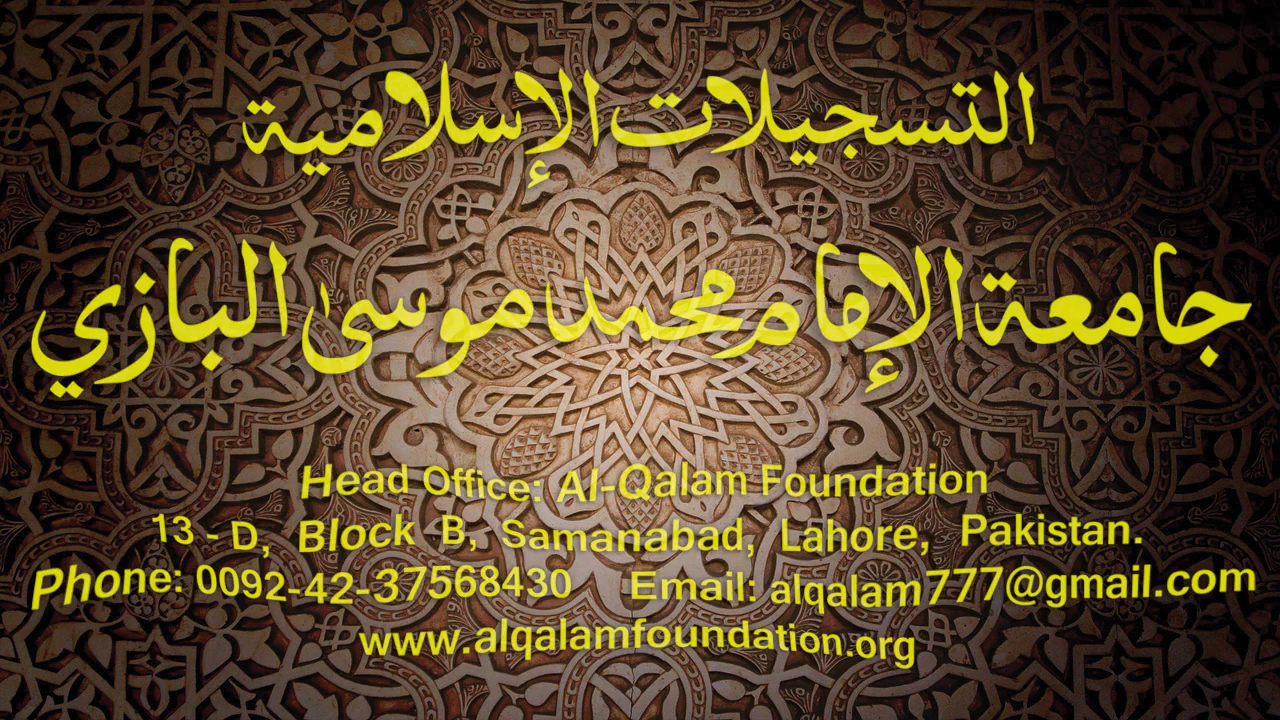 التسجيلات الإسلامية
جامعة الإمام محمد موسى البازي
Head Office: Al-Qalam Foundation
13 - D, Block B, Samanabad, Lahore, Pakistan.
Phone: 0092-42-37568430 Email: alqalam777@gmail.com
www.alqalamfoundation.org